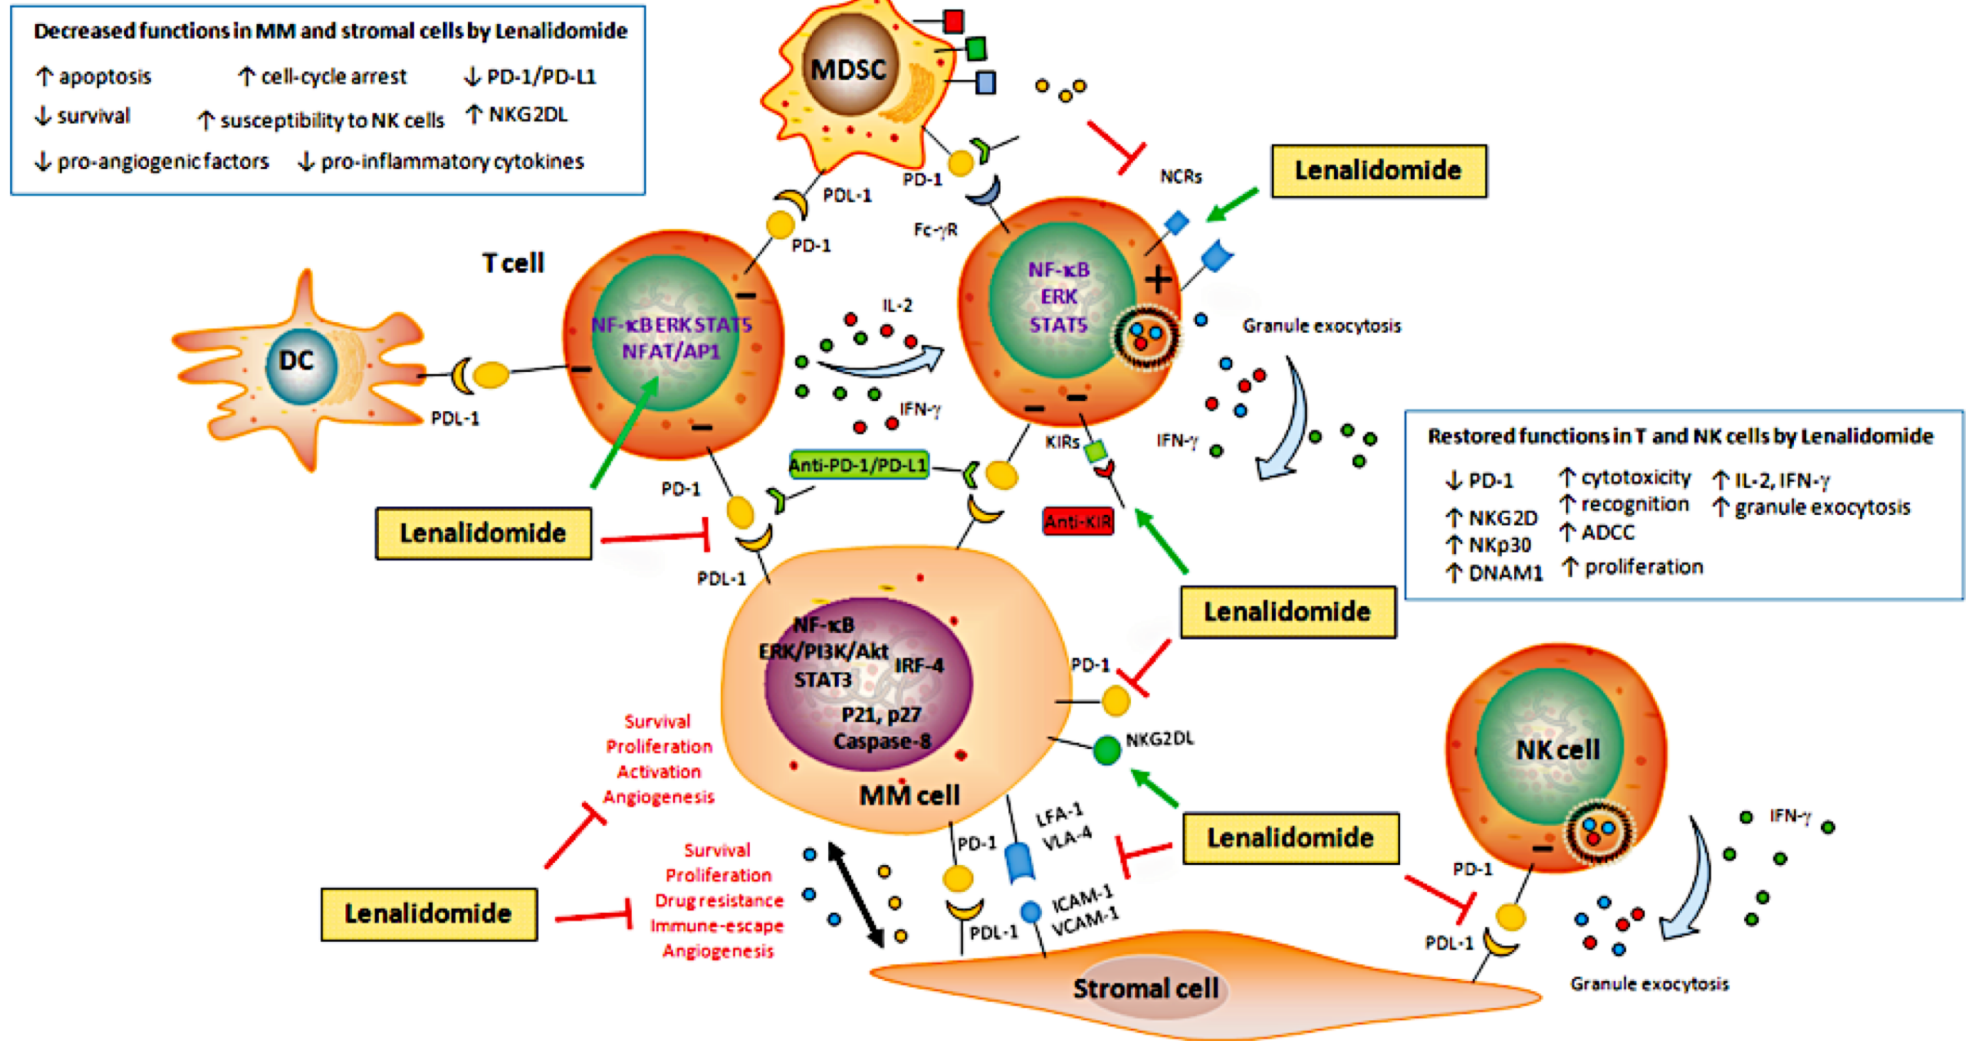 Decreased functions in MM and stromal cells by Lenalidomide
↑ apoptosis ↑ cell-cycle arrest ↓ PD-1/PD-L1
↓ survival ↑ susceptibility to NK cells ↑ NKG2DL
↓ pro-angiogenic factors ↓ pro-inflammatory cytokines
MDSC
PD-1
PDL-1
PD-1
Fc-γR
NCRs
Lenalidomide
T cell
NF-κB ERK STAT5
NFAT/AP1
DC
PDL-1
IL-2
IFN-γ
NF-κB
ERK
STAT5
+
Granule exocytosis
IFN-γ
KIRs
Anti-PD-1/PD-L1
Anti-KIR
PD-1
PDL-1
Lenalidomide
Restored functions in T and NK cells by Lenalidomide
↓ PD-1 ↑ cytotoxicity ↑ IL-2, IFN-γ
↑ recognition ↑ granule exocytosis
↑ NKG2D ↑ ADCC
↑ NKp30
↑ DNAM1 ↑ proliferation
Lenalidomide
NF-κB
ERK/PI3K/Akt IRF-4
STAT3
P21, p27
Caspase-8
MM cell
PD-1
NKG2DL
Survival
Proliferation
Activation
Angiogenesis
Survival
Proliferation
Drug resistance
Immune-escape
Angiogenesis
Lenalidomide
PD-1
PDL-1
LFA-1
VLA-4
ICAM-1
VCAM-1
Lenalidomide
Stromal cell
NK cell
PD-1
PDL-1
IFN-γ
Granule exocytosis